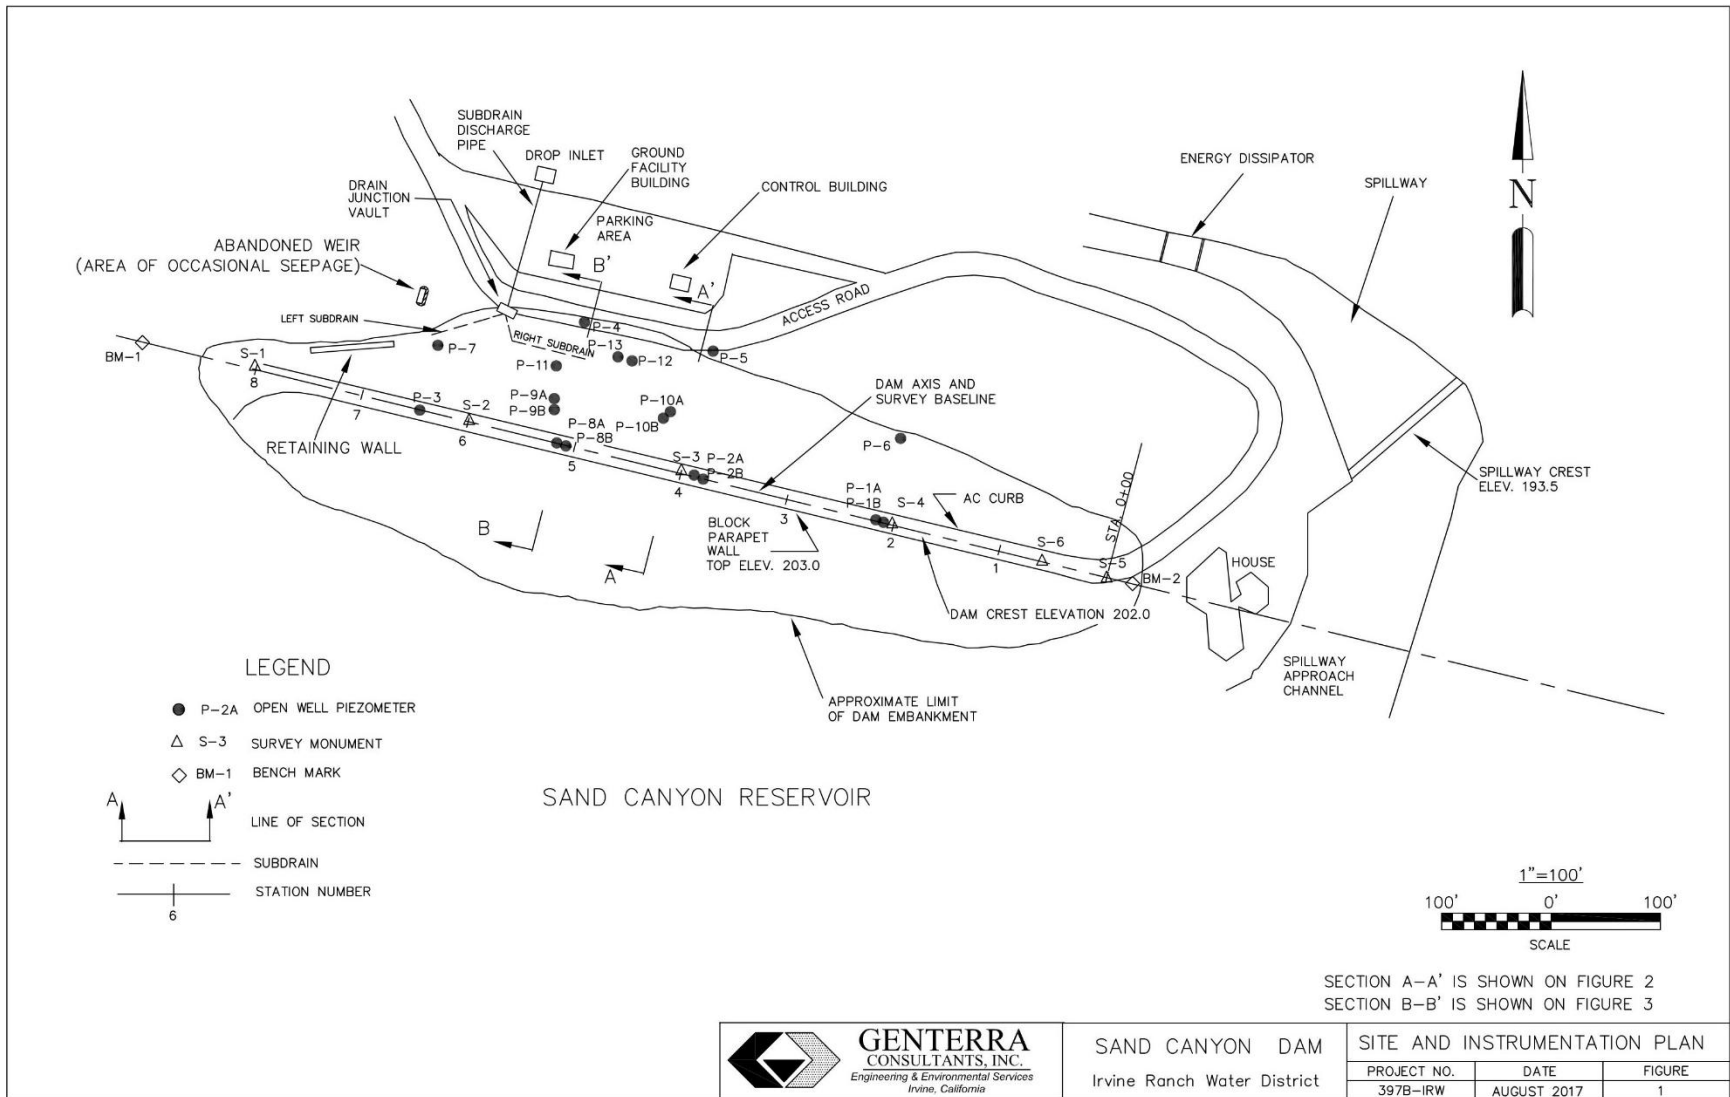 SUBDRAIN
DISCHARGE
PIPE
DROP INLET
GROUND
FACILITY
BUILDING
DRAIN
JUNCTION
VAULT
PARKING
AREA
CONTROL BUILDING
ENERGY DISSIPATOR
SPILLWAY
N
ABANDONED WEIR
(AREA OF OCCASIONAL SEEPAGE)
B'
A'
ACCESS ROAD
LEFT SUBDRAIN
RIGHT SUBDRAIN
P-4
P-13
P-12
P-5
P-7
BM-1
S-1
8
P-11
P-3
7
S-2
6
P-9A
P-9B
P-8A
P-8B
5
P-10A
P-10B
DAM AXIS AND
SURVEY BASELINE
P-6
RETAINING WALL
S-3
P-2A
P-2B
4
3
P-1A
P-1B
S-4
2
AC CURB
STA. 0+00
SPILLWAY CREST
ELEV. 193.5
B
A
BLOCK
PARAPET
WALL
TOP ELEV. 203.0
1
S-6
S-5
BM-2
HOUSE
DAM CREST ELEVATION 202.0
SPILLWAY
APPROACH
CHANNEL
APPROXIMATE LIMIT
OF DAM EMBANKMENT
LEGEND
P-2A OPEN WELL PIEZOMETER
S-3 SURVEY MONUMENT
BM-1 BENCH MARK
A A'
LINE OF SECTION
SUBDRAIN
STATION NUMBER
6
SAND CANYON RESERVOIR
1"=100'
100' 0' 100'
SCALE
SECTION A-A' IS SHOWN ON FIGURE 2
SECTION B-B' IS SHOWN ON FIGURE 3
GENTERRA
CONSULTANTS, INC.
Engineering & Environmental Services
Irvine, California
SAND CANYON DAM
Irvine Ranch Water District
SITE AND INSTRUMENTATION PLAN
PROJECT NO. DATE FIGURE
397B-IRW AUGUST 2017 1